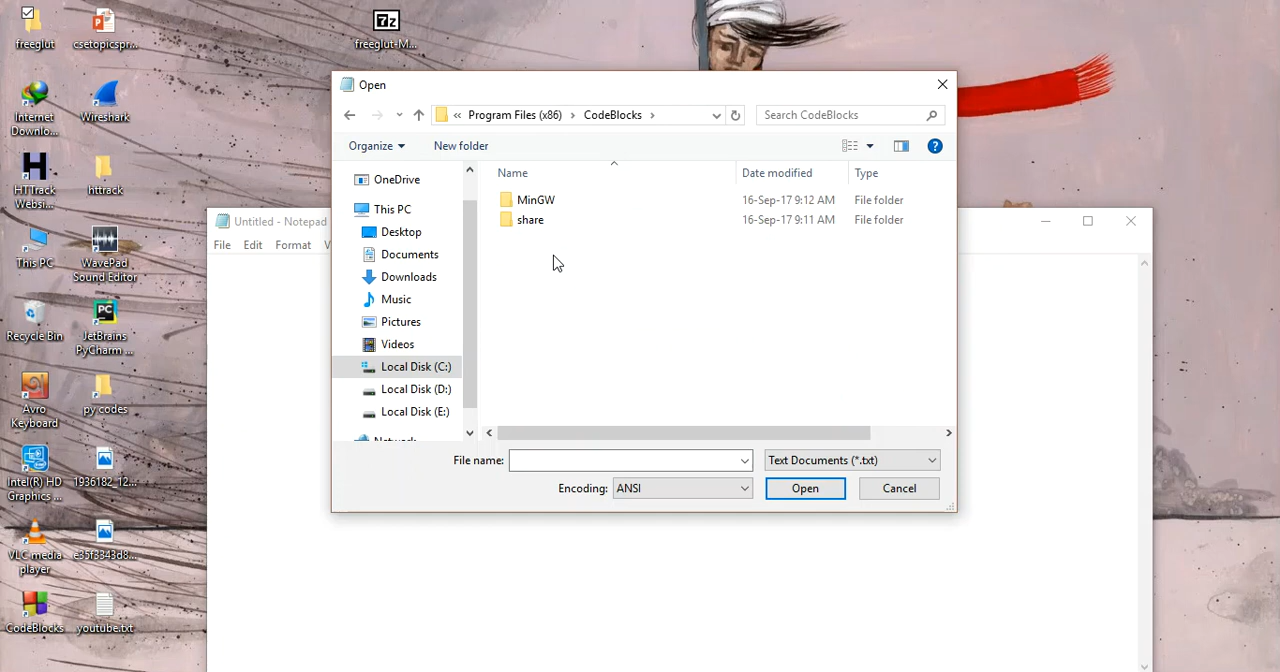 freeglut
csetopicspr...
freeglut-M...
Internet
Downlo...
Wireshark
HTTrack
Websi...
httrack
This PC
WavePad
Sound Editor
Recycle Bin
JetBrains
PyCharm ...
Avro
Keyboard
py codes
Intel(R) HD
Graphics ...
1936182_12...
VLC media
player
e35f3343d8...
CodeBlocks
youtube.txt
Untitled - Notepad
File Edit Format
Open
« Program Files (x86) › CodeBlocks ›
Search CodeBlocks
Organize New folder
OneDrive
This PC
Desktop
Documents
Downloads
Music
Pictures
Videos
Local Disk (C:)
Local Disk (D:)
Local Disk (E:)
Name Date modified Type
MinGW 16-Sep-17 9:12 AM File folder
share 16-Sep-17 9:11 AM File folder
File name:
Text Documents (*.txt)
Encoding: ANSI
Open Cancel